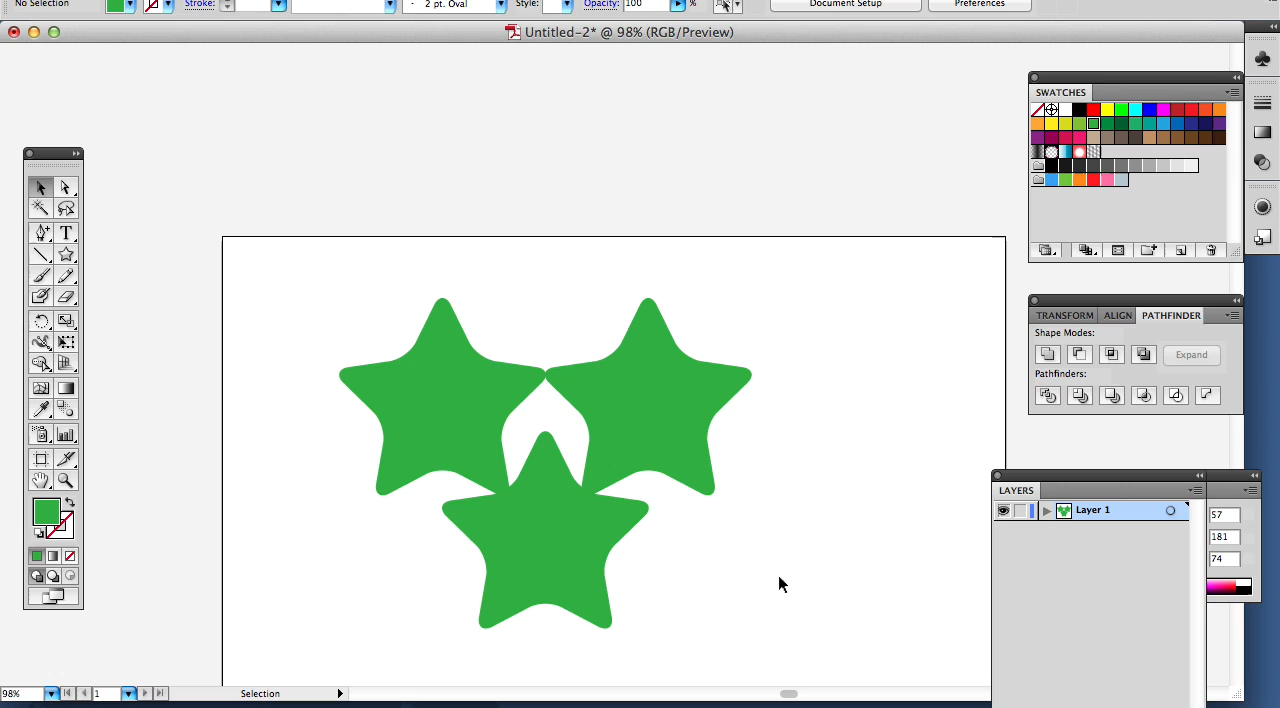 No Selection Stroke: 2 pt. Oval Style: Opacity: 100 % Document Setup Preferences
Untitled-2* @ 98% (RGB/Preview)
SWATCHES
TRANSFORM ALIGN PATHFINDER
Shape Modes:
Expand
Pathfinders:
LAYERS
Layer 1
57
181
74
98% 1 Selection